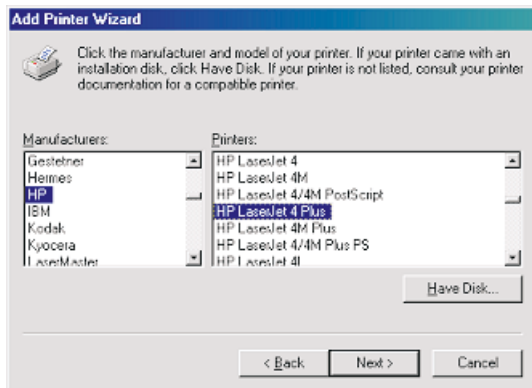 Add Printer Wizard
Click the manufacturer and model of your printer. If your printer came with an
installation disk, click Have Disk. If your printer is not listed, consult your printer
documentation for a compatible printer.
Manufacturers:
Gestetner
Hermes
HP
IBM
Kodak
Kyocera
LaserMaster
Printers:
HP LaserJet 4
HP LaserJet 4M
HP LaserJet 4/4M PostScript
HP LaserJet 4 Plus
HP LaserJet 4M Plus
HP LaserJet 4/4M Plus PS
HP LaserJet 4L
Have Disk...
< Back
Next >
Cancel